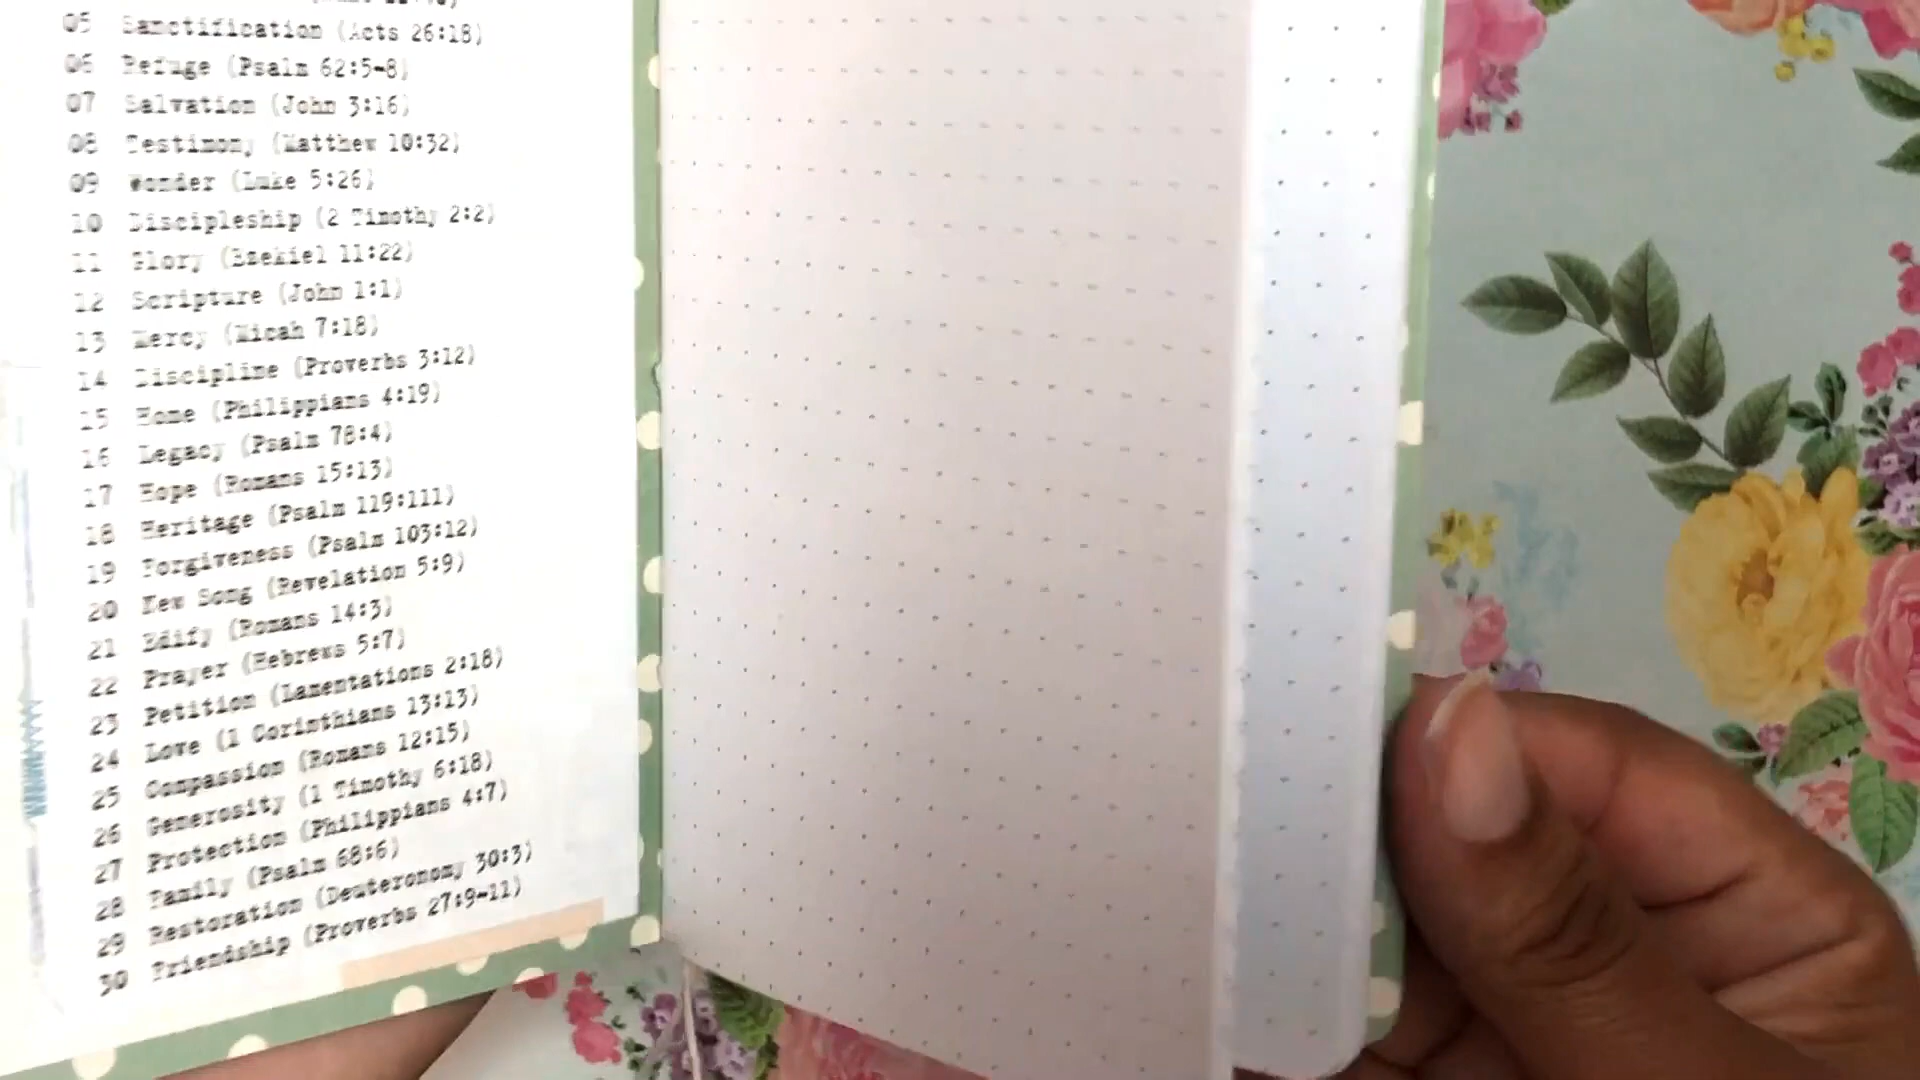 05 Sanctification (Acts 26:18)
06 Refuge (Psalm 62:5-8)
07 Salvation (John 3:16)
08 Testimony (Matthew 10:32)
09 Wonder (Luke 5:26)
10 Discipleship (2 Timothy 2:2)
11 Glory (Ezekiel 11:22)
12 Scripture (John 1:1)
13 Mercy (Micah 7:18)
14 Discipline (Proverbs 3:12)
15 Home (Philippians 4:19)
16 Legacy (Psalm 78:4)
17 Hope (Romans 15:13)
18 Heritage (Psalm 119:111)
19 Forgiveness (Psalm 103:12)
20 New Song (Revelation 5:9)
21 Edify (Romans 14:3)
22 Prayer (Hebrews 5:7)
23 Petition (Lamentations 2:18)
24 Love (1 Corinthians 13:13)
25 Compassion (Romans 12:15)
26 Generosity (1 Timothy 6:18)
27 Protection (Philippians 4:7)
28 Family (Psalm 68:6)
29 Restoration (Deuteronomy 30:3)
30 Friendship (Proverbs 27:9-11)